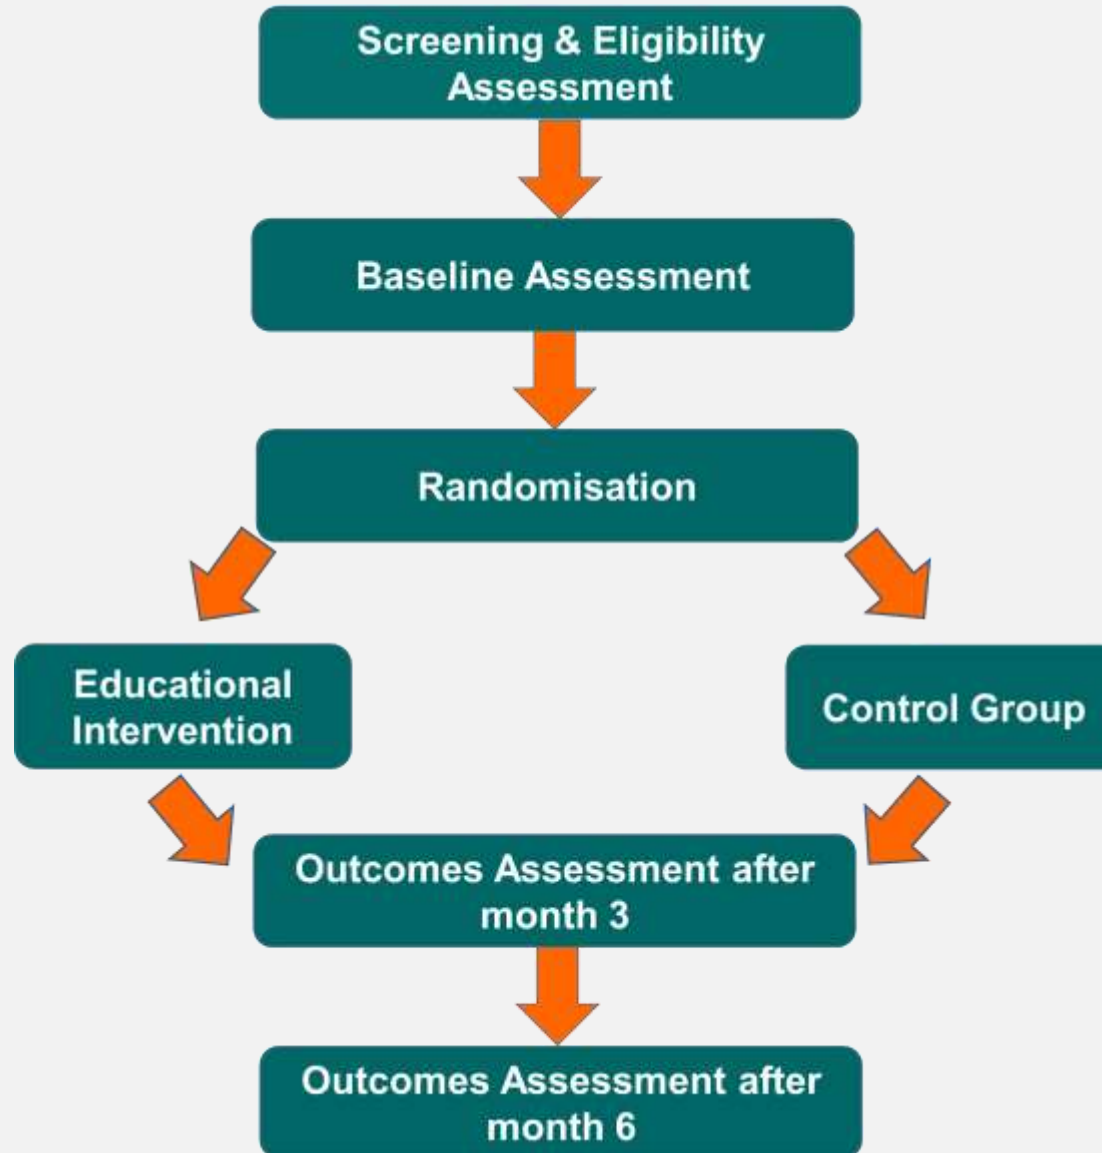 Screening & Eligibility
Assessment
Baseline Assessment
Randomisation
Educational
Intervention
Control Group
Outcomes Assessment after
month 3
Outcomes Assessment after
month 6